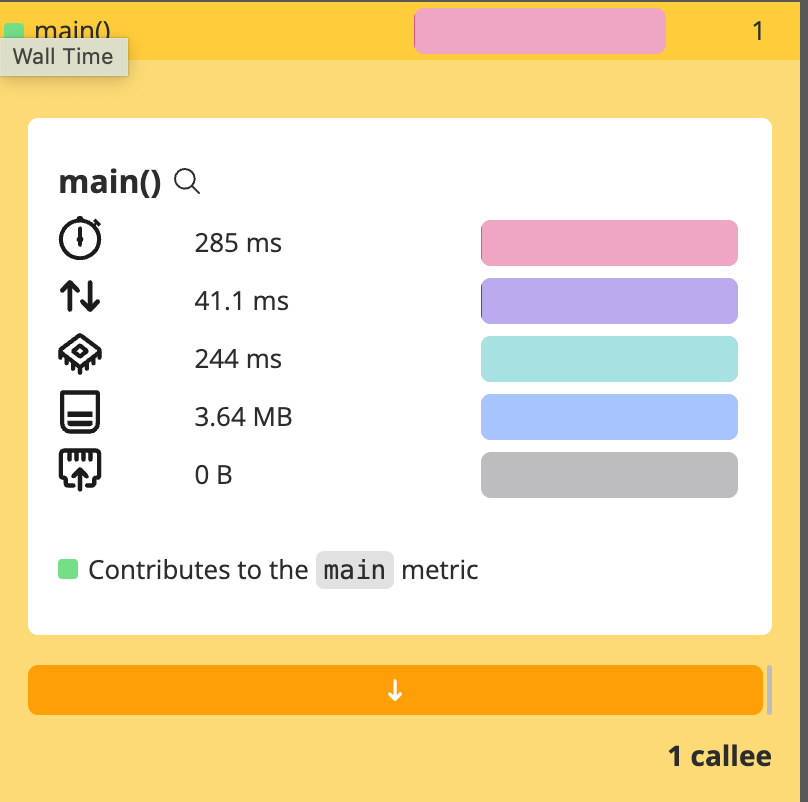 main() 1
Wall Time
main()
285 ms
41.1 ms
244 ms
3.64 MB
0 B
Contributes to the main metric
1 callee